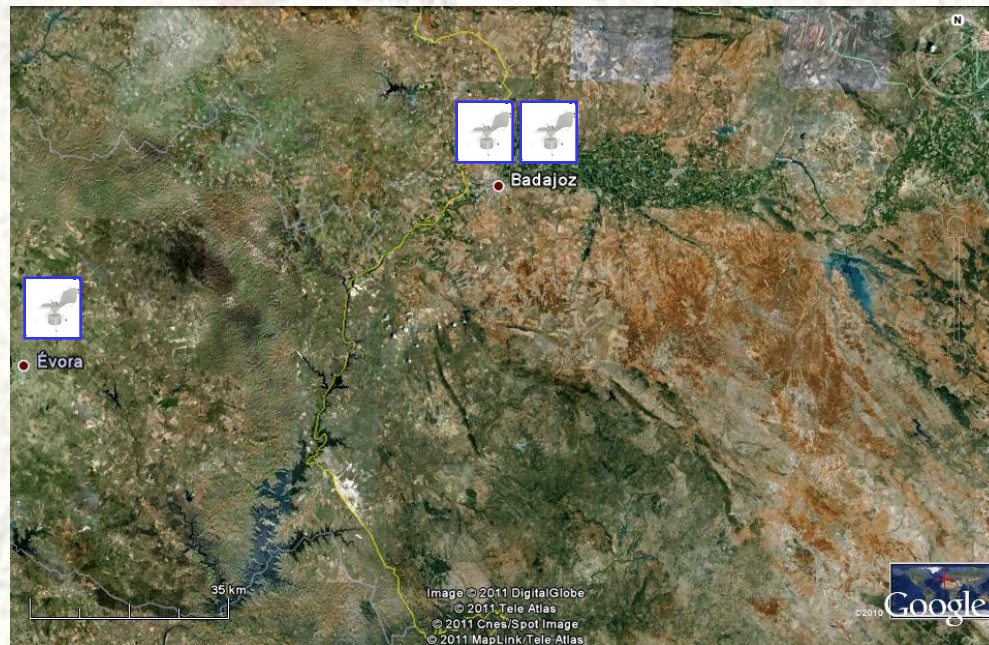 N
Badajoz
Évora
35 km
Image © 2011 DigitalGlobe
© 2011 Tele Atlas
© 2011 Cnes/Spot Image
© 2011 MapLink/Tele Atlas
©2010 Google